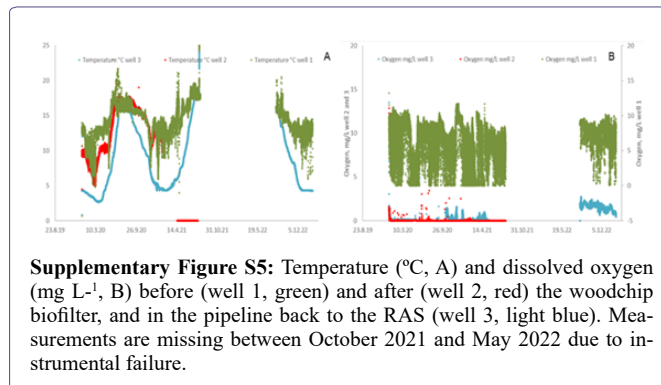 Temperature °C well 3 Temperature °C well 2 Temperature °C well 1
A
25
20
15
10
5
0
23.8.19 10.3.20 26.9.20 14.4.21 31.10.21 19.5.22 5.12.22
Oxygen mg/L well 3 Oxygen mg/L well 2 Oxygen, mg/L well 1
B
Oxygen, mg/L well 2 and 3
20
15
10
5
0
20
15
10
5
0
-5
Oxygen, mg/L well 1
23.8.19 10.3.20 26.9.20 14.4.21 31.10.21 19.5.22 5.12.22
Supplementary Figure S5: Temperature (ºC, A) and dissolved oxygen
(mg L-¹, B) before (well 1, green) and after (well 2, red) the woodchip
biofilter, and in the pipeline back to the RAS (well 3, light blue). Mea-
surements are missing between October 2021 and May 2022 due to in-
strumental failure.